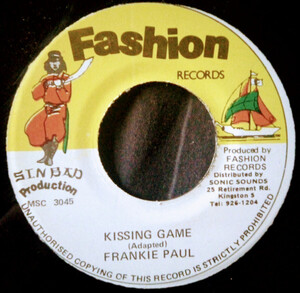 Fashion
RECORDS
SINBAD
Production
MSC 3045
Produced by
FASHION
RECORDS
Distributed by
SONIC SOUNDS
25 Retirement Rd.
Kingston 5
Tel: 926-1204
KISSING GAME
(Adapted)
FRANKIE PAUL
UNAUTHORISED COPYING OF THIS RECORD IS STRICTLY PROHIBITED